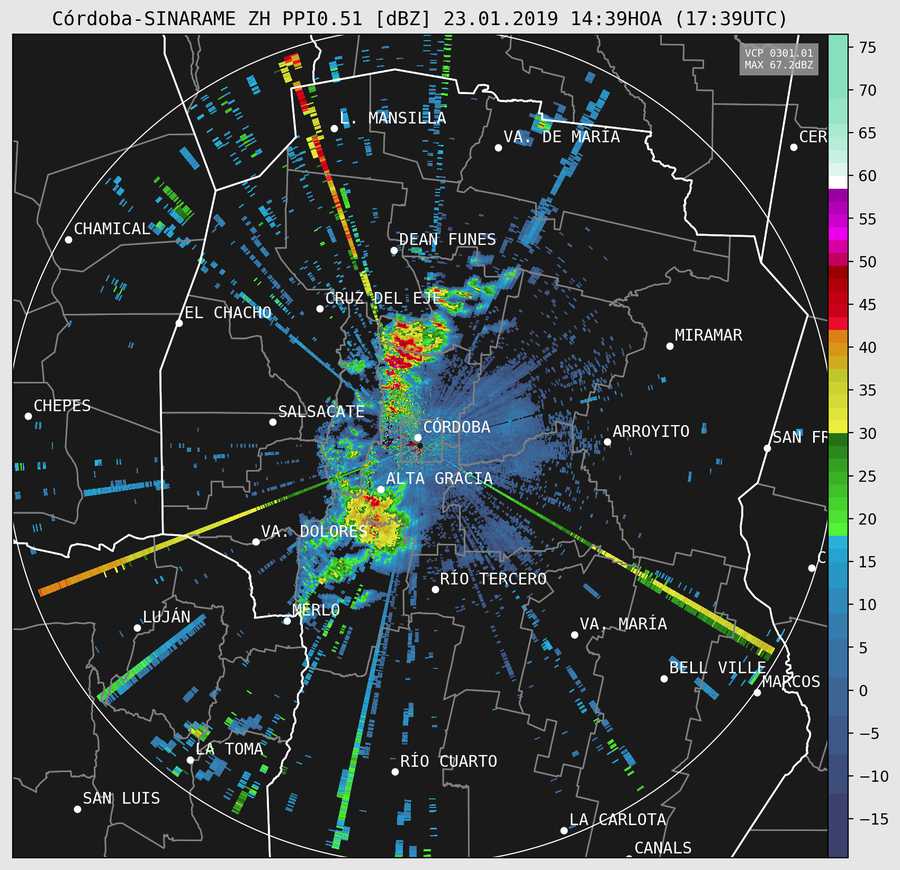 Córdoba-SINARAME ZH PPI0.51 [dBZ] 23.01.2019 14:39HOA (17:39UTC)
VCP 0301.01
MAX 67.2dBZ
75
70
65
60
55
50
45
40
35
30
25
20
15
10
5
0
−5
−10
−15
L. MANSILLA
VA. DE MARIA
CER
CHAMICAL
DEAN FUNES
CRUZ DEL EJE
EL CHACHO
MIRAMAR
CHEPES
SALSACATE
CÓRDOBA
ARROYITO
SAN FR
ALTA GRACIA
VA. DOLORES
C
RÍO TERCERO
MERLO
LUJÁN
VA. MARÍA
BELL VILLE
MARCOS
LA TOMA
RÍO CUARTO
SAN LUIS
LA CARLOTA
CANALS